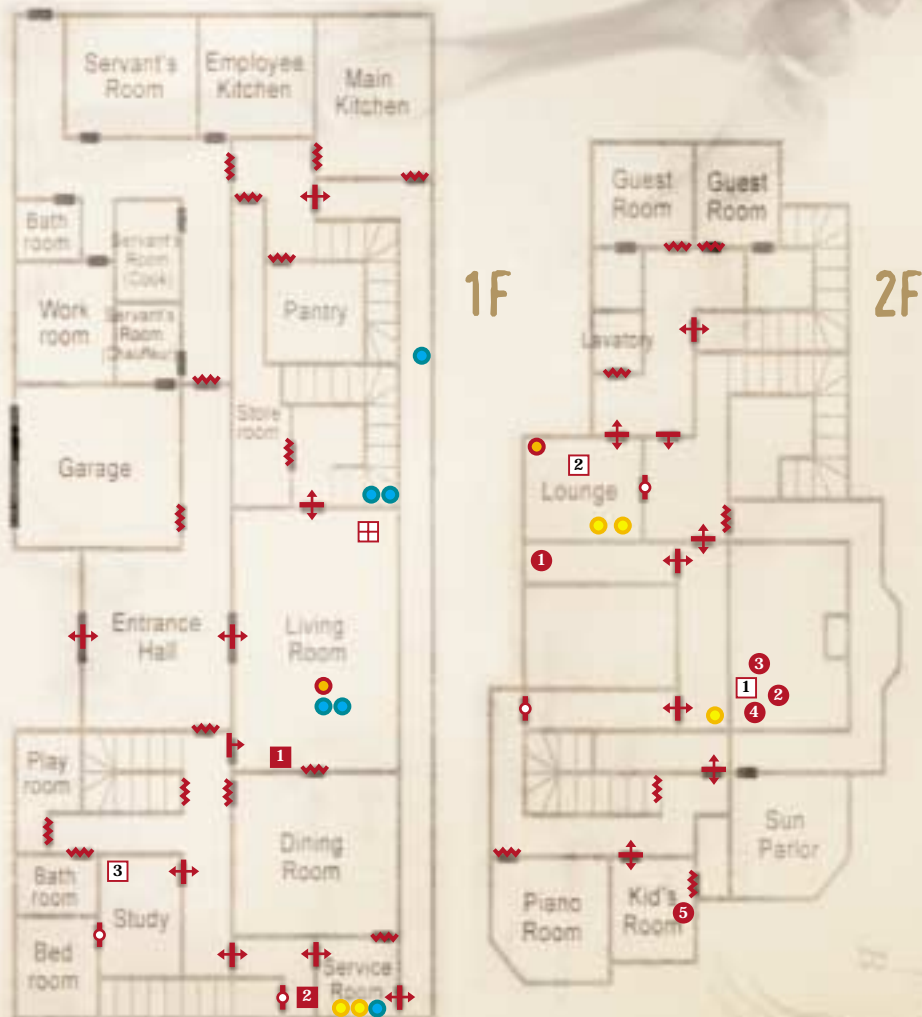 Servant's
Room
Employee
Kitchen
Main
Kitchen
Bath
room
Servant's
Room
(Cook)
Work
room
Servant's
Room
(Chauffeur)
Pantry
Store
room
Garage
Entrance
Hall
Living
Room
1
Play
room
Dining
Room
3
Bath
room
Study
Bed
room
Service
Room
2
1F
2F
Guest
Room
Guest
Room
Lavatory
2
Lounge
1
3
1
2
4
Sun
Parlor
Piano
Room
Kid's
Room
5